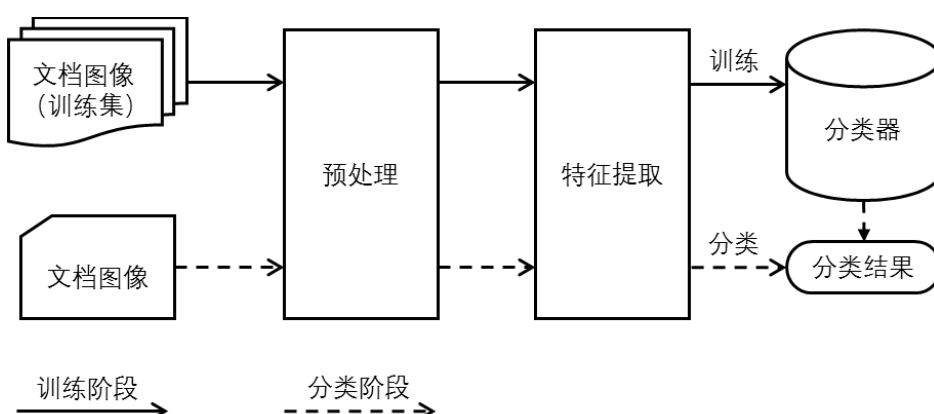 文档图像
（训练集）
预处理
特征提取
训练
分类器
文档图像
分类
分类结果
训练阶段
分类阶段